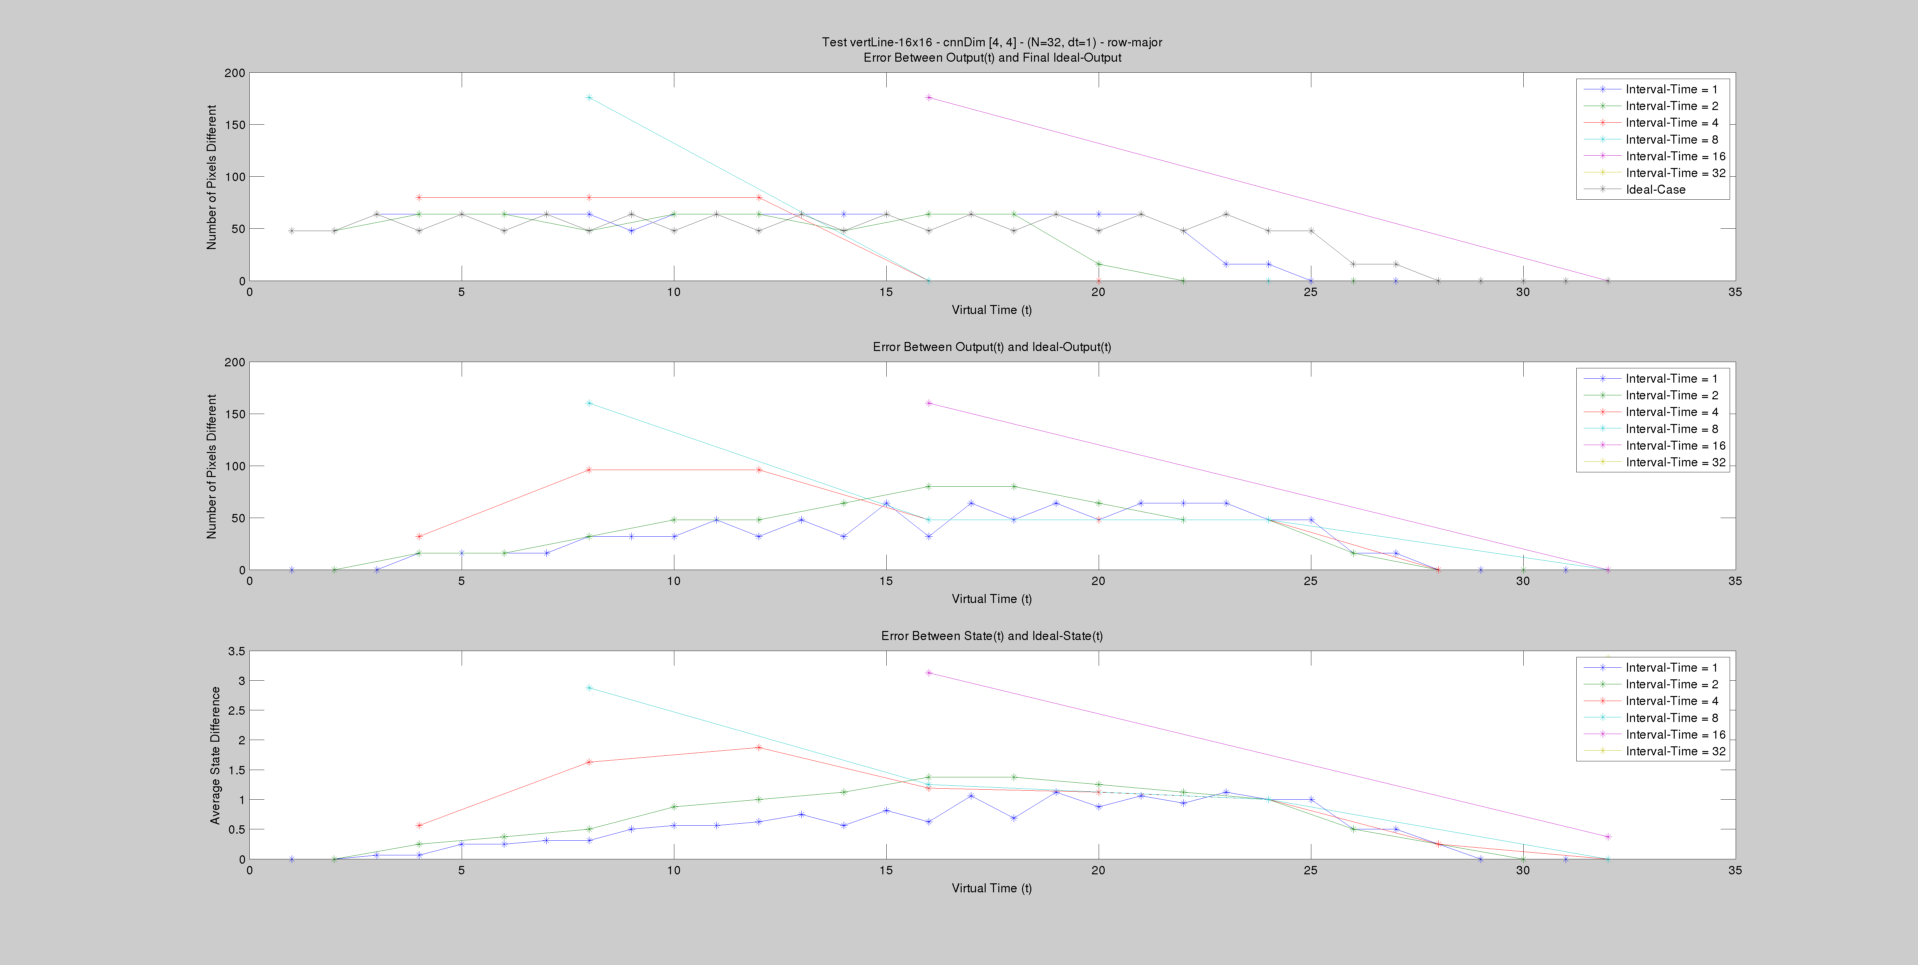 Test vertLine-16x16 - cnnDim [4, 4] - (N=32, dt=1) - row-major
Error Between Output(t) and Final Ideal-Output
Number of Pixels Different
200
150
100
50
0
0 5 10 15 20 25 30 35
Virtual Time (t)
Interval-Time = 1
Interval-Time = 2
Interval-Time = 4
Interval-Time = 8
Interval-Time = 16
Interval-Time = 32
Ideal-Case
Error Between Output(t) and Ideal-Output(t)
Number of Pixels Different
200
150
100
50
0
0 5 10 15 20 25 30 35
Virtual Time (t)
Interval-Time = 1
Interval-Time = 2
Interval-Time = 4
Interval-Time = 8
Interval-Time = 16
Interval-Time = 32
Error Between State(t) and Ideal-State(t)
Average State Difference
3.5
3
2.5
2
1.5
1
0.5
0
0 5 10 15 20 25 30 35
Virtual Time (t)
Interval-Time = 1
Interval-Time = 2
Interval-Time = 4
Interval-Time = 8
Interval-Time = 16
Interval-Time = 32